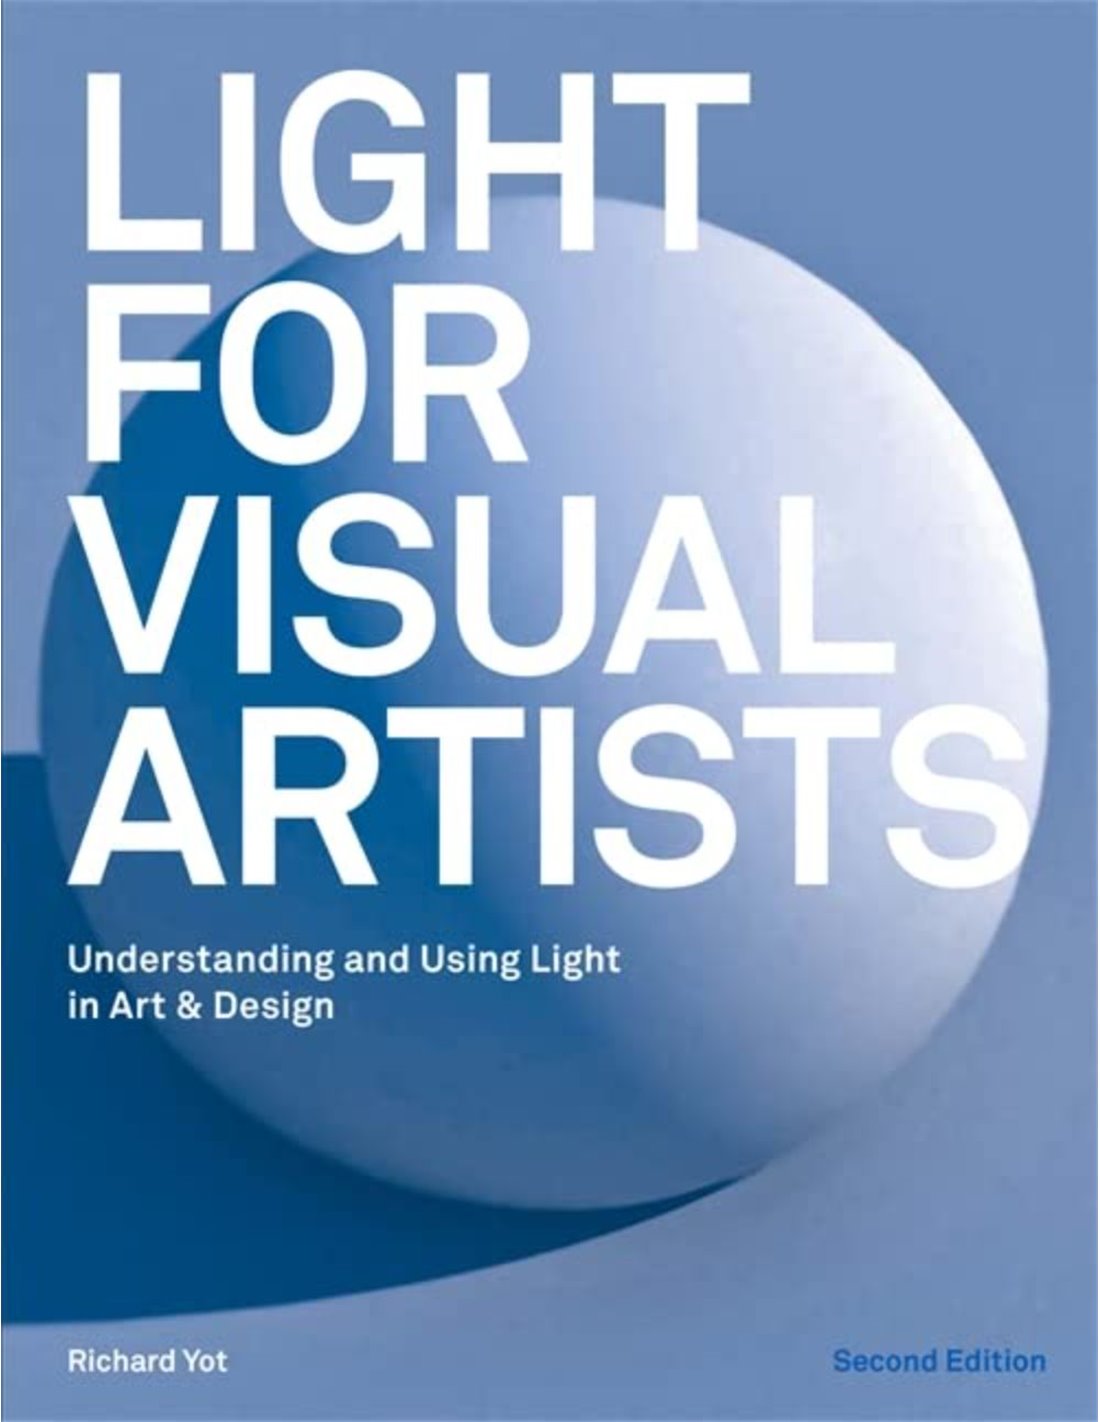 LIGHT
FOR
VISUAL
ARTISTS
Understanding and Using Light
in Art & Design
Richard Yot
Second Edition